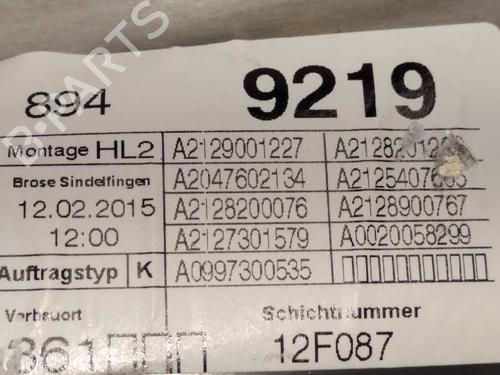 894 9219
Montage HL2 A2129001227
Brose Sindelfingen A2047602134
12.02.2015 A2128200076 A2128900767
12:00 A2127301579 A0020058299
Auftragstyp K A0997300535
Verbauort Schichtnummer
361 12F087
B-PARTS